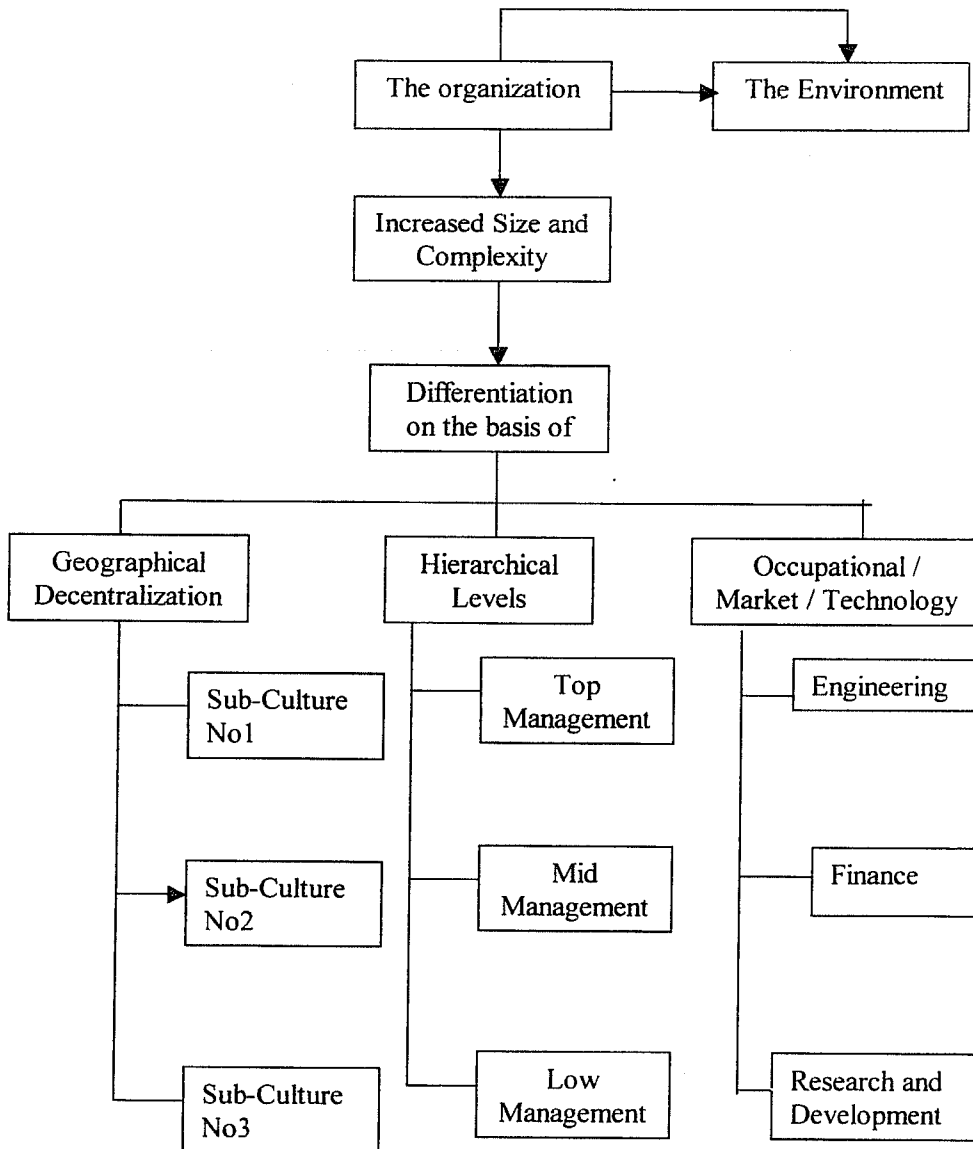 The organization
The Environment
Increased Size and
Complexity
Differentiation
on the basis of
Geographical
Decentralization
Hierarchical
Levels
Occupational /
Market / Technology
Sub-Culture
No1
Top
Management
Engineering
Sub-Culture
No2
Mid
Management
Finance
Sub-Culture
No3
Low
Management
Research and
Development